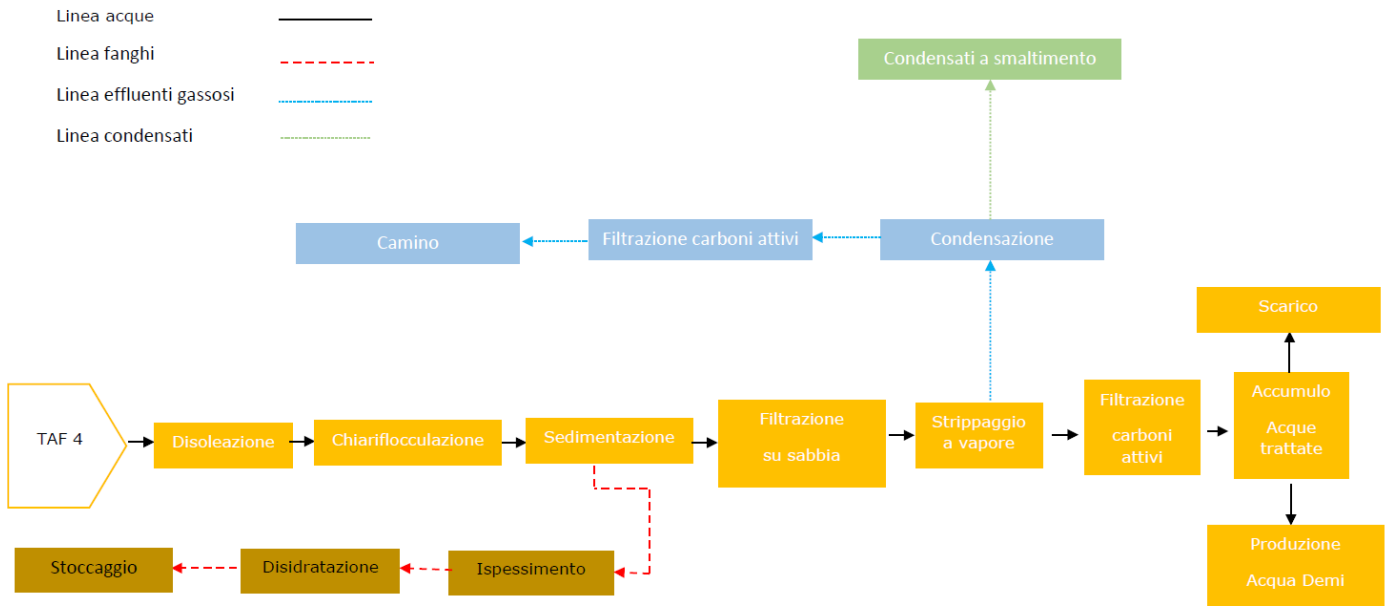 Linea acque
Linea fanghi
Linea effluenti gassosi
Linea condensati
Condensati a smaltimento
Camino
Filtrazione carboni attivi
Condensazione
Scarico
TAF 4
Disoleazione
Chiariflocculazione
Sedimentazione
Filtrazione
su sabbia
Strippaggio
a vapore
Filtrazione
carboni
attivi
Accumulo
Acque
trattate
Stoccaggio
Disidratazione
Ispessimento
Produzione
Acqua Demi